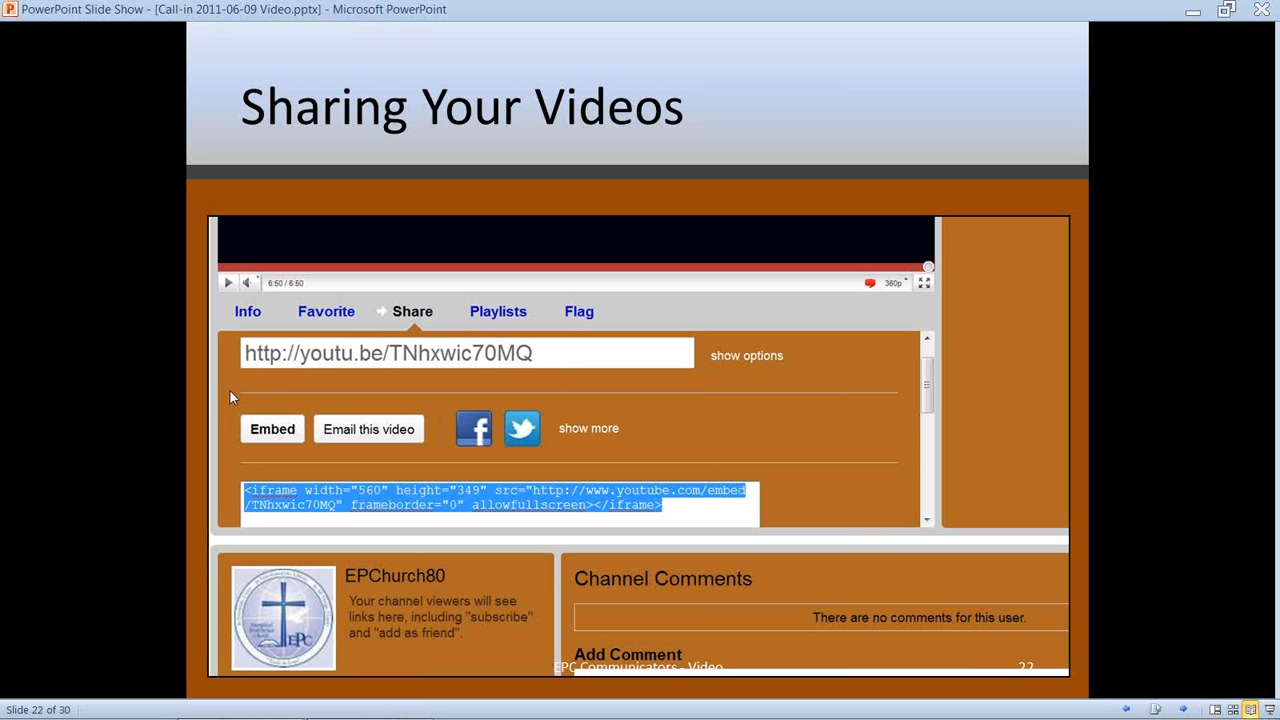 PowerPoint Slide Show - [Call-in 2011-06-09 Video.pptx] - Microsoft PowerPoint
Sharing Your Videos
6:50 / 6:50
360p
Info Favorite Share Playlists Flag
http://youtu.be/TNhxwic70MQ show options
Embed Email this video f show more
<iframe width="560" height="349" src="http://www.youtube.com/embed
/TNhxwic70MQ" frameborder="0" allowfullscreen></iframe>
EPChurch80
Your channel viewers will see
links here, including "subscribe"
and "add as friend".
EPC
Channel Comments
There are no comments for this user.
Add Comment
EPC Communicators - Video 22
Slide 22 of 30